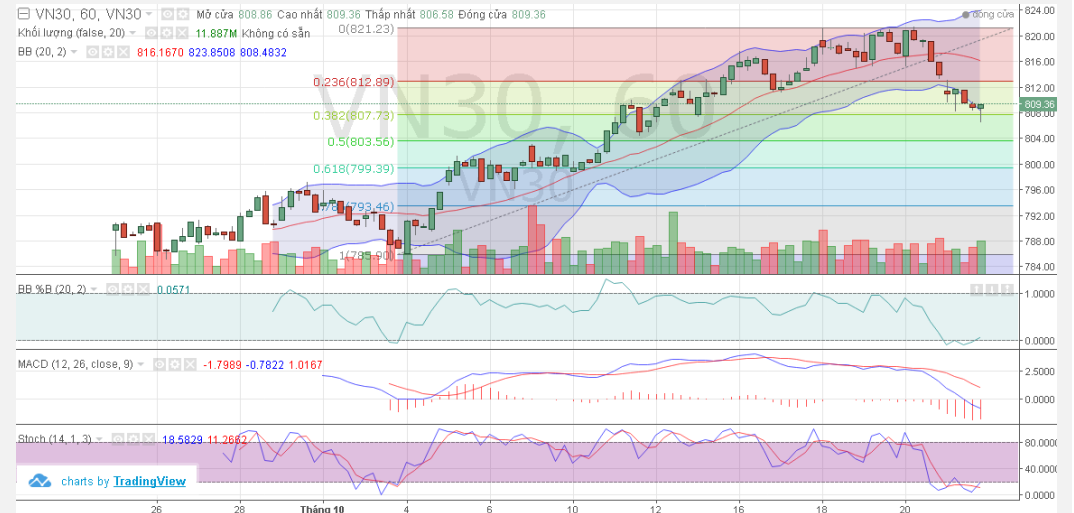 VN30, 60, VN30 Mở cửa 808.86 Cao nhất 809.36 Thấp nhất 806.58 Đóng cửa 809.36
Khối lượng (false, 20) 11.887M Không có sẵn
BB (20, 2) 816.1670 823.8508 808.4832
đóng cửa
0(821.23)
0.236(812.89)
0.382(807.73)
0.5(803.56)
0.618(799.39)
(793.46)
1(785.90)
VN30, 60
VN30
824.00
820.00
816.00
812.00
809.36
808.00
804.00
800.00
796.00
792.00
788.00
784.00
BB %B (20, 2) 0.0571
1.0000
0.0000
MACD (12, 26, close, 9) -1.7989 -0.7822 1.0167
2.5000
0.0000
Stoch (14, 1, 3) 18.5829 11.2662
80.0000
40.0000
0.0000
charts by TradingView
26 28 Tháng 10 4 6 10 12 16 18 20